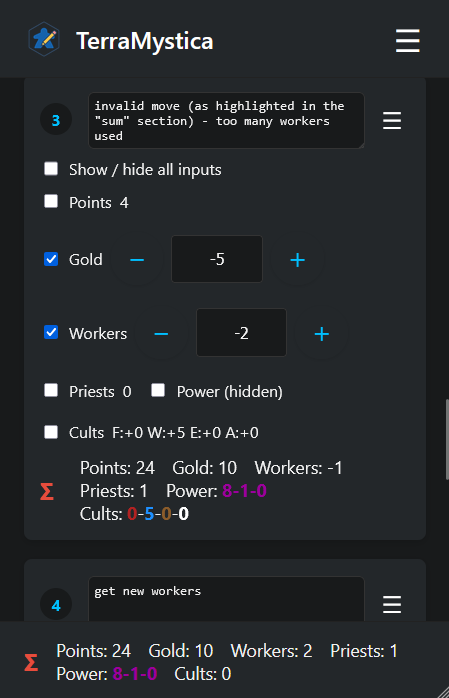 TerraMystica
3
invalid move (as highlighted in the
"sum" section) - too many workers
used
Show / hide all inputs
Points 4
Gold − -5 +
Workers − -2 +
Priests 0 Power (hidden)
Cults F:+0 W:+5 E:+0 A:+0
Σ
Points: 24 Gold: 10 Workers: -1
Priests: 1 Power: 8-1-0
Cults: 0-5-0-0
4
get new workers
Σ
Points: 24 Gold: 10 Workers: 2 Priests: 1
Power: 8-1-0 Cults: 0